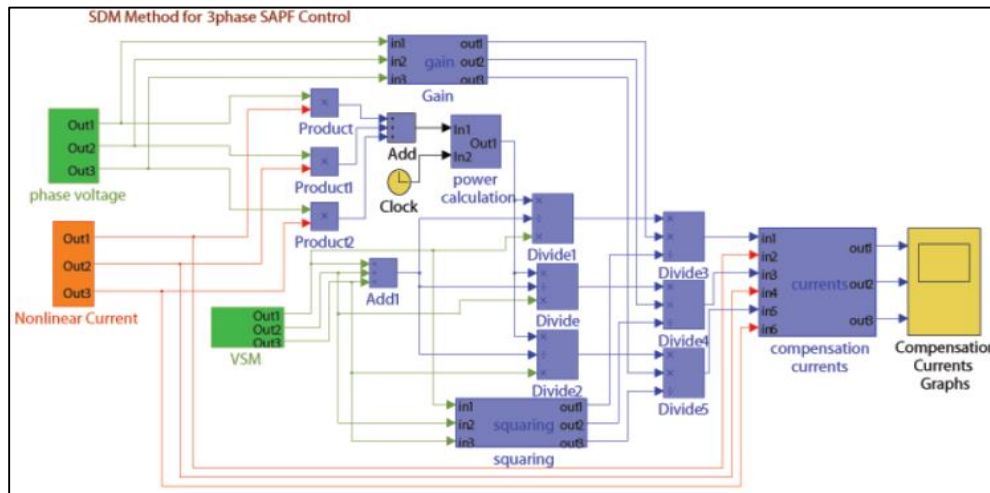 SDM Method for 3phase SAPF Control
in1
in2
in3
gain
out1
out2
out3
Gain
Out1
Out2
Out3
phase voltage
Product
Product1
Product2
Add
Clock
In1
In2
Out1
power
calculation
Out1
Out2
Out3
Nonlinear Current
Out1
Out2
Out3
VSM
Add1
Divide1
Divide
Divide2
Divide3
Divide4
Divide5
in1
in2
in3
squaring
out1
out2
out3
squaring
in1
in2
in3
in4
in5
in6
currents
out1
out2
out3
compensation
currents
Compensation
Currents
Graphs